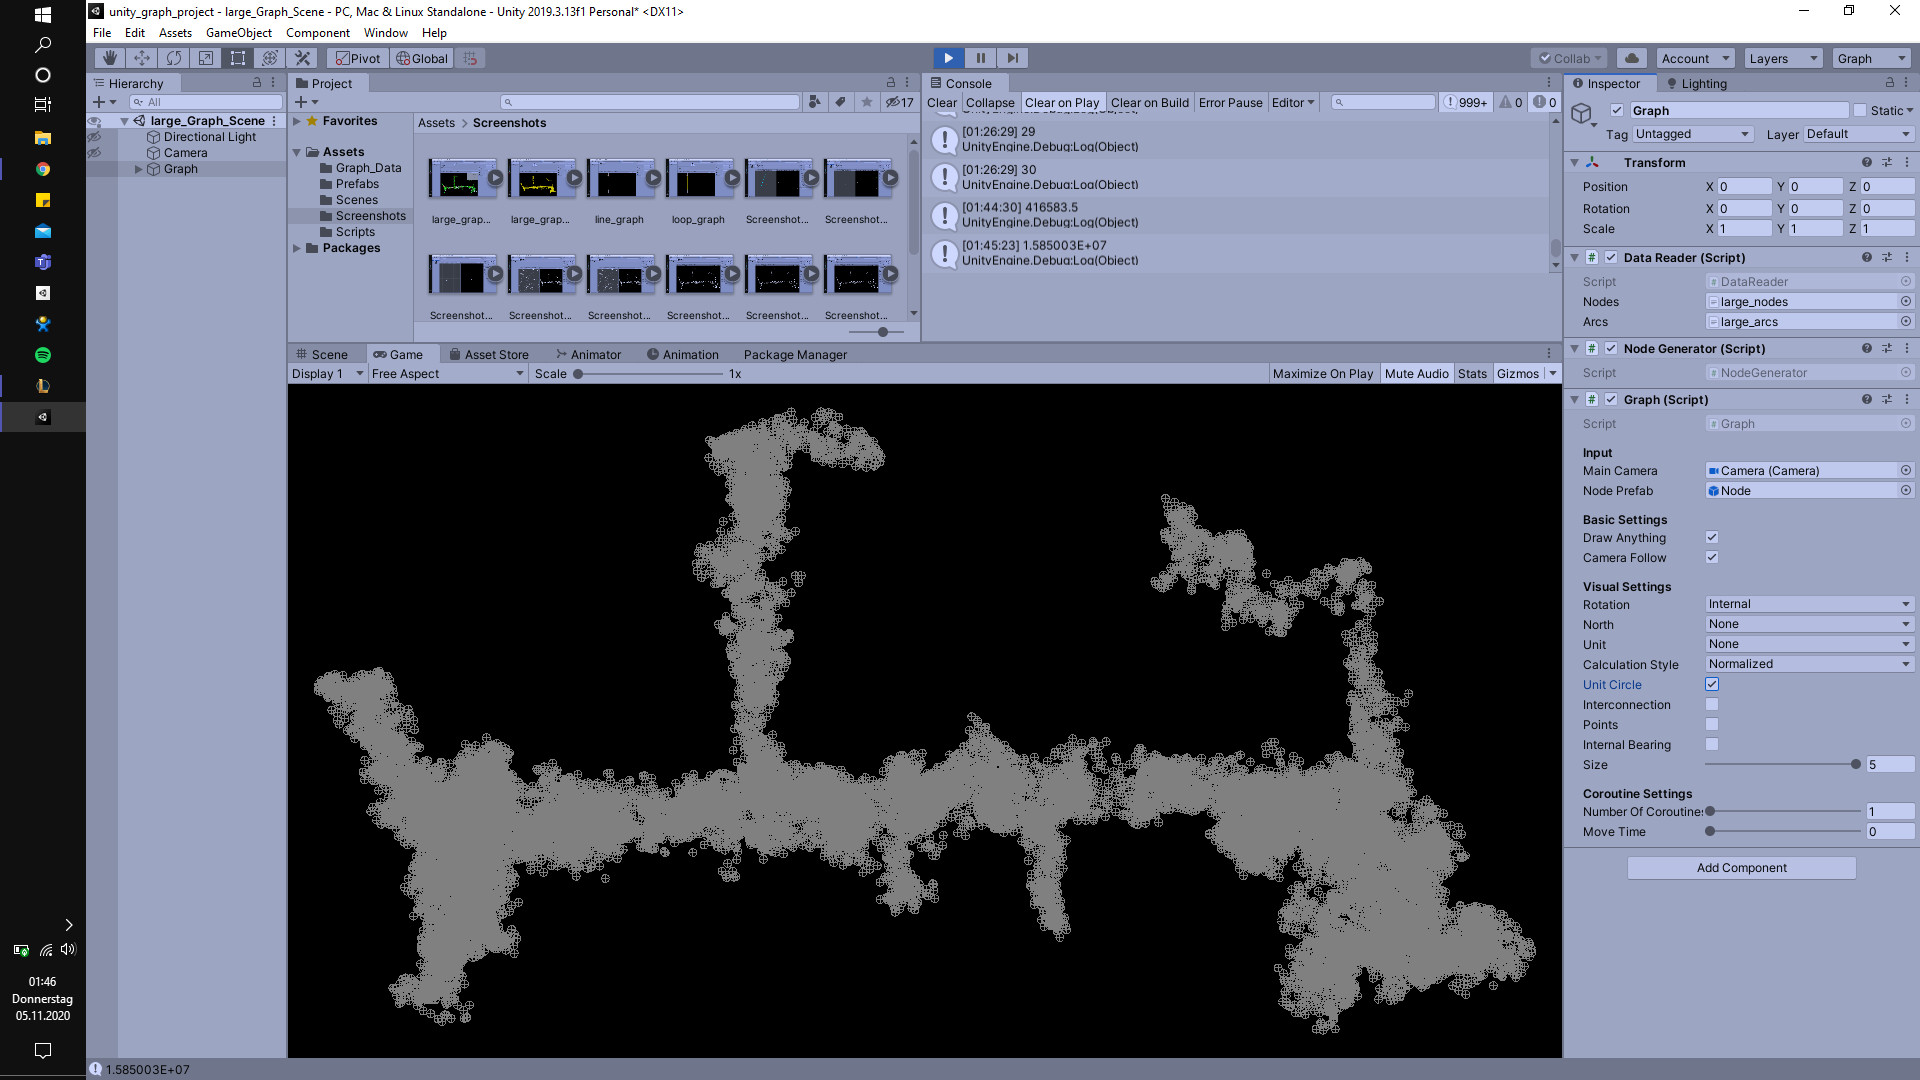 unity_graph_project - large_Graph_Scene - PC, Mac & Linux Standalone - Unity 2019.3.13f1 Personal* <DX11>
File Edit Assets GameObject Component Window Help
Pivot Global Collab Account Layers Graph
Hierarchy
All
large_Graph_Scene
Directional Light
Camera
Graph
Project
17
Favorites
Assets
Graph_Data
Prefabs
Scenes
Screenshots
Scripts
Packages
Assets > Screenshots
large_grap... large_grap... line_graph loop_graph Screenshot... Screenshot...
Screenshot... Screenshot... Screenshot... Screenshot... Screenshot... Screenshot...
Console
Clear Collapse Clear on Play Clear on Build Error Pause Editor 999+ 0 0
UnityEngine.Debug:Log(Object)
[01:26:29] 29
UnityEngine.Debug:Log(Object)
[01:26:29] 30
UnityEngine.Debug:Log(Object)
[01:44:30] 416583.5
UnityEngine.Debug:Log(Object)
[01:45:23] 1.585003E+07
UnityEngine.Debug:Log(Object)
Scene Game Asset Store Animator Animation Package Manager
Display 1 Free Aspect Scale 1x Maximize On Play Mute Audio Stats Gizmos
Inspector Lighting
Graph Static
Tag Untagged Layer Default
Transform
Position X 0 Y 0 Z 0
Rotation X 0 Y 0 Z 0
Scale X 1 Y 1 Z 1
# Data Reader (Script)
Script # DataReader
Nodes large_nodes
Arcs large_arcs
# Node Generator (Script)
Script # NodeGenerator
# Graph (Script)
Script # Graph
Input
Main Camera Camera (Camera)
Node Prefab Node
Basic Settings
Draw Anything
Camera Follow
Visual Settings
Rotation Internal
North None
Unit None
Calculation Style Normalized
Unit Circle
Interconnection
Points
Internal Bearing
Size 5
Coroutine Settings
Number Of Coroutine: 1
Move Time 0
Add Component
01:46
Donnerstag
05.11.2020
1.585003E+07